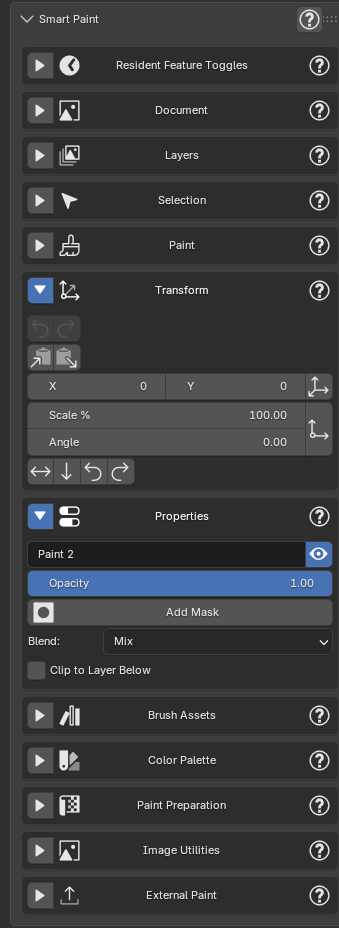 Smart Paint
Resident Feature Toggles
Document
Layers
Selection
Paint
Transform
X 0 Y 0
Scale % 100.00
Angle 0.00
Properties
Paint 2
Opacity 1.00
Add Mask
Blend: Mix
Clip to Layer Below
Brush Assets
Color Palette
Paint Preparation
Image Utilities
External Paint